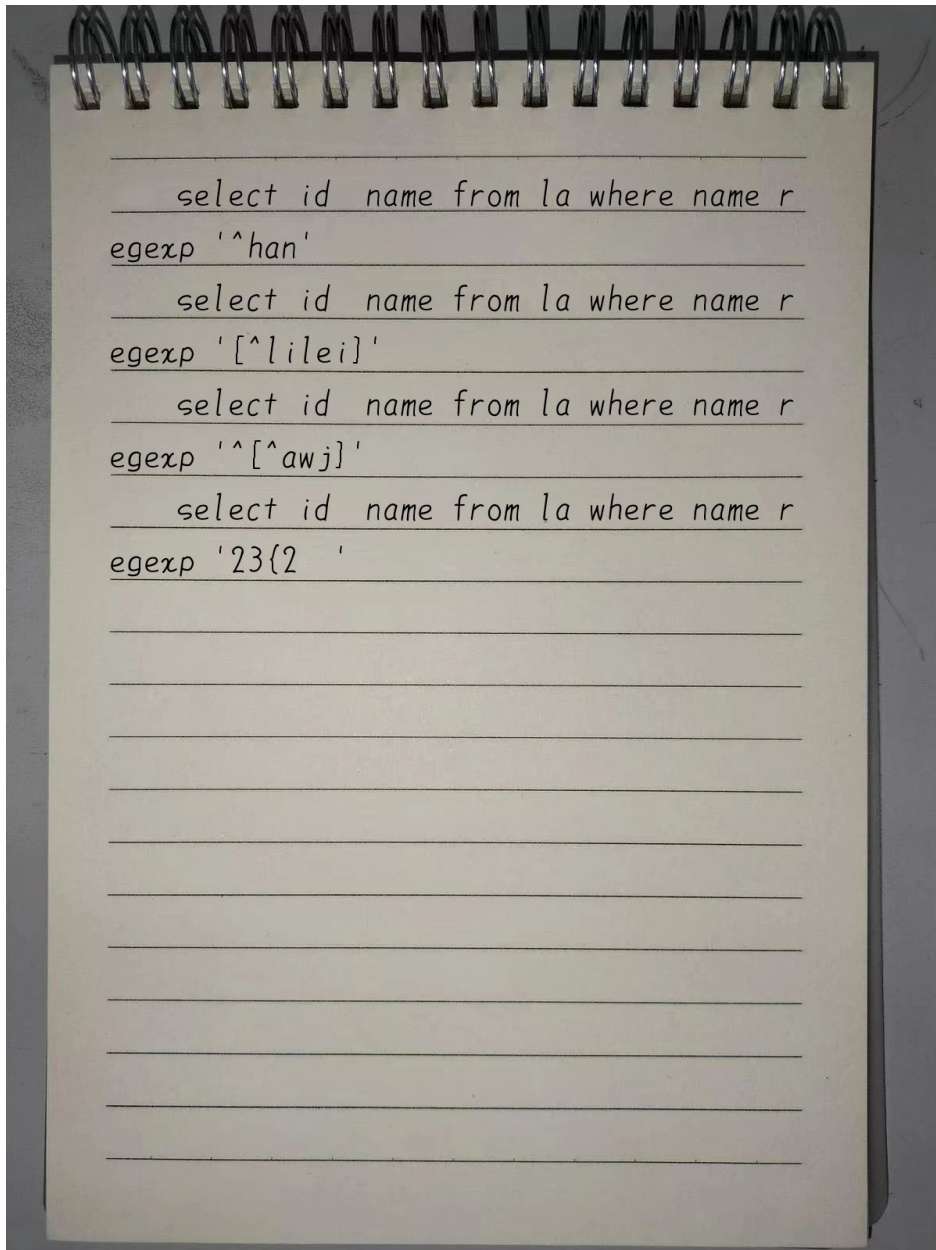 select id  name from la where name r
egexp '^han'
select id  name from la where name r
egexp '[^lilei]'
select id  name from la where name r
egexp '^[^awj]'
select id  name from la where name r
egexp '23{2  '